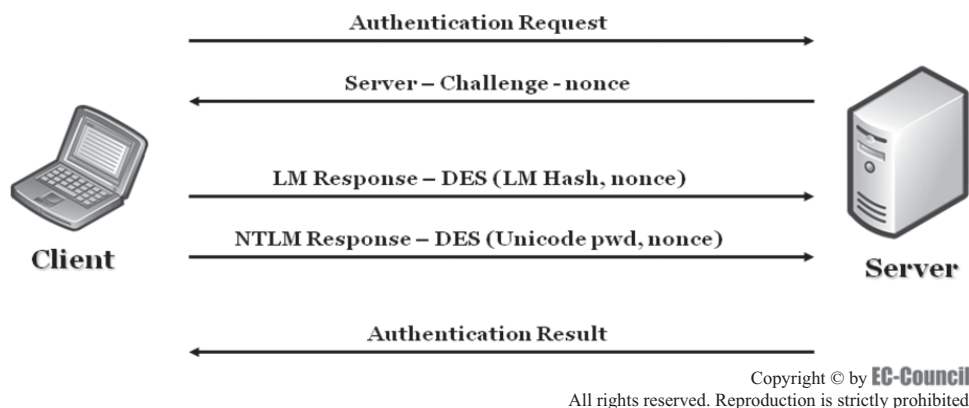 Authentication Request
Server – Challenge - nonce
LM Response – DES (LM Hash, nonce)
NTLM Response – DES (Unicode pwd, nonce)
Client
Server
Authentication Result
Copyright © by EC-Council
All rights reserved. Reproduction is strictly prohibited